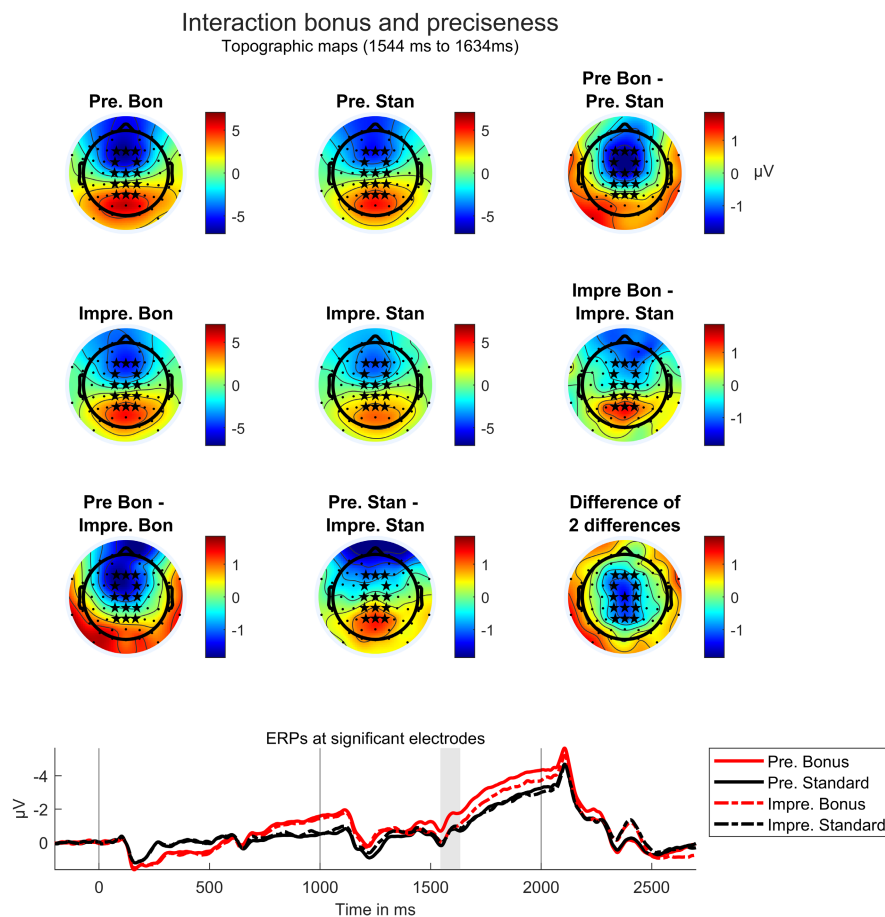 Interaction bonus and preciseness
Topographic maps (1544 ms to 1634ms)
Pre. Bon
5
0
-5
Pre. Stan
5
0
-5
Pre Bon -
Pre. Stan
1
0
-1
µV
Impre. Bon
5
0
-5
Impre. Stan
5
0
-5
Impre Bon -
Impre. Stan
1
0
-1
Pre Bon -
Impre. Bon
1
0
-1
Pre. Stan -
Impre. Stan
1
0
-1
Difference of
2 differences
1
0
-1
ERPs at significant electrodes
µV
-4
-2
0
0
500
1000
1500
2000
2500
Time in ms
Pre. Bonus
Pre. Standard
Impre. Bonus
Impre. Standard